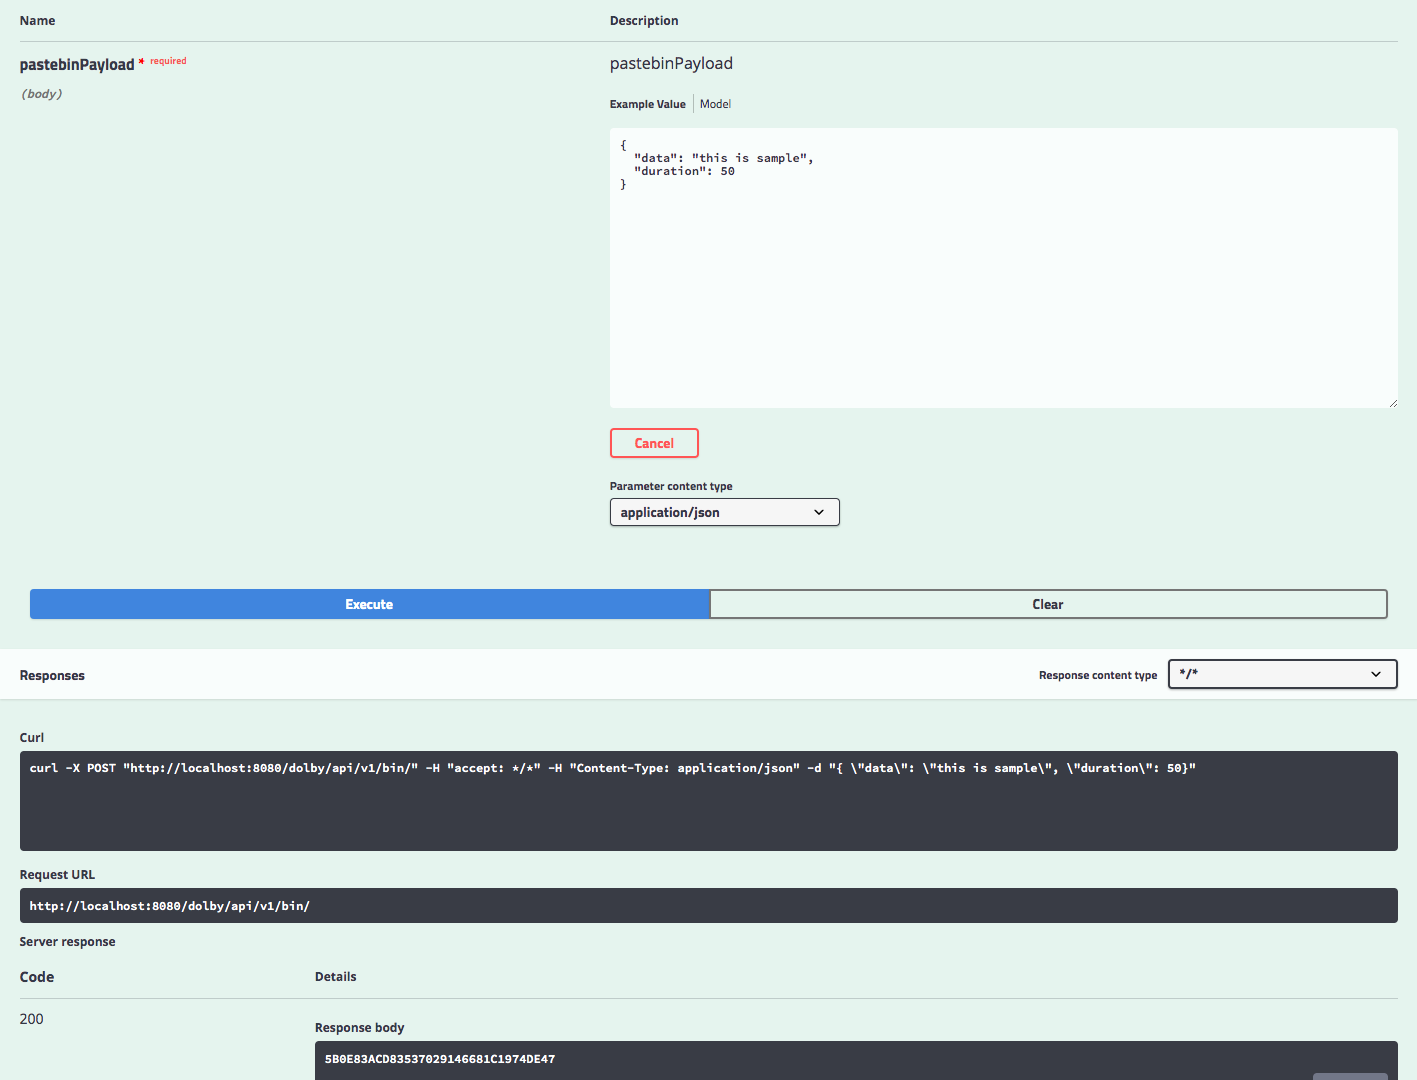 Name Description
pastebinPayload * required pastebinPayload
(body)
Example Value Model
{
"data": "this is sample",
"duration": 50
}
Cancel
Parameter content type
application/json
Execute Clear
Responses Response content type */*
Curl
curl -X POST "http://localhost:8080/dolby/api/v1/bin/" -H "accept: */*" -H "Content-Type: application/json" -d "{ \"data\": \"this is sample\", \"duration\": 50}"
Request URL
http://localhost:8080/dolby/api/v1/bin/
Server response
Code Details
200
Response body
5B0E83ACD83537029146681C1974DE47